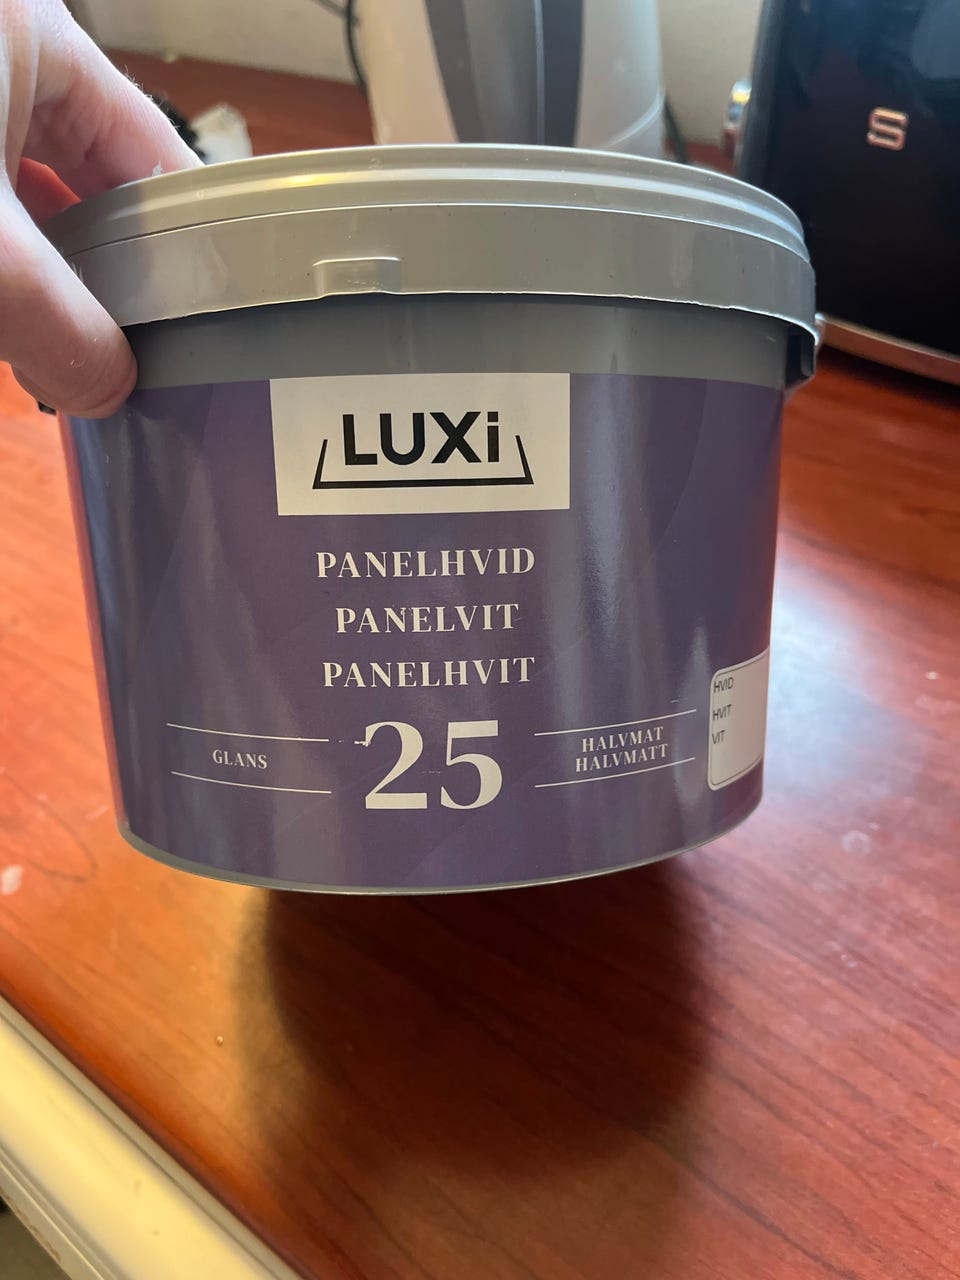 S
LUXi
PANELHVID
PANELVIT
PANELHVIT
GLANS
25
HALVMAT
HALVMATT
HVID
HVIT
VIT